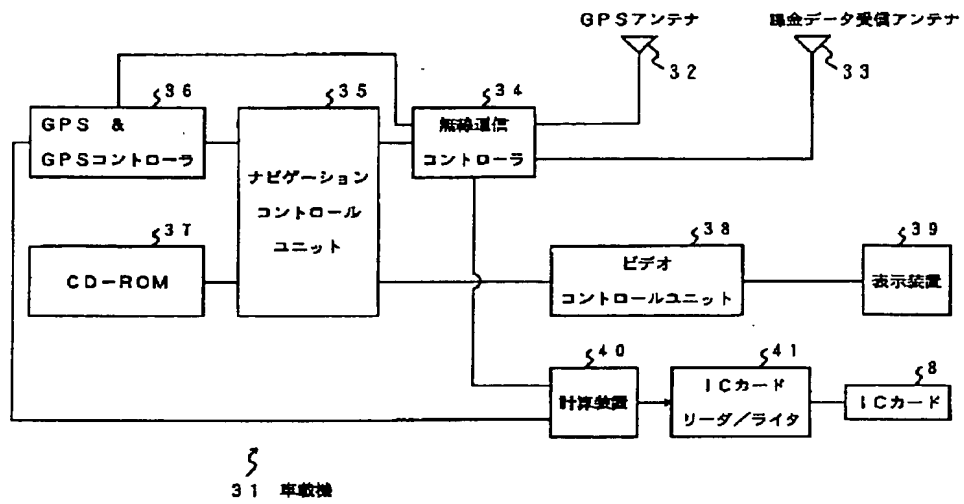 GPSアンテナ
課金データ受信アンテナ
32
33
36
35
34
GPS &
GPSコントローラ
ナビゲーション
コントロール
ユニット
無線通信
コントローラ
37
CD-ROM
38
ビデオ
コントロールユニット
39
表示装置
40
計算装置
41
ICカード
リーダ/ライタ
8
ICカード
31 車載機